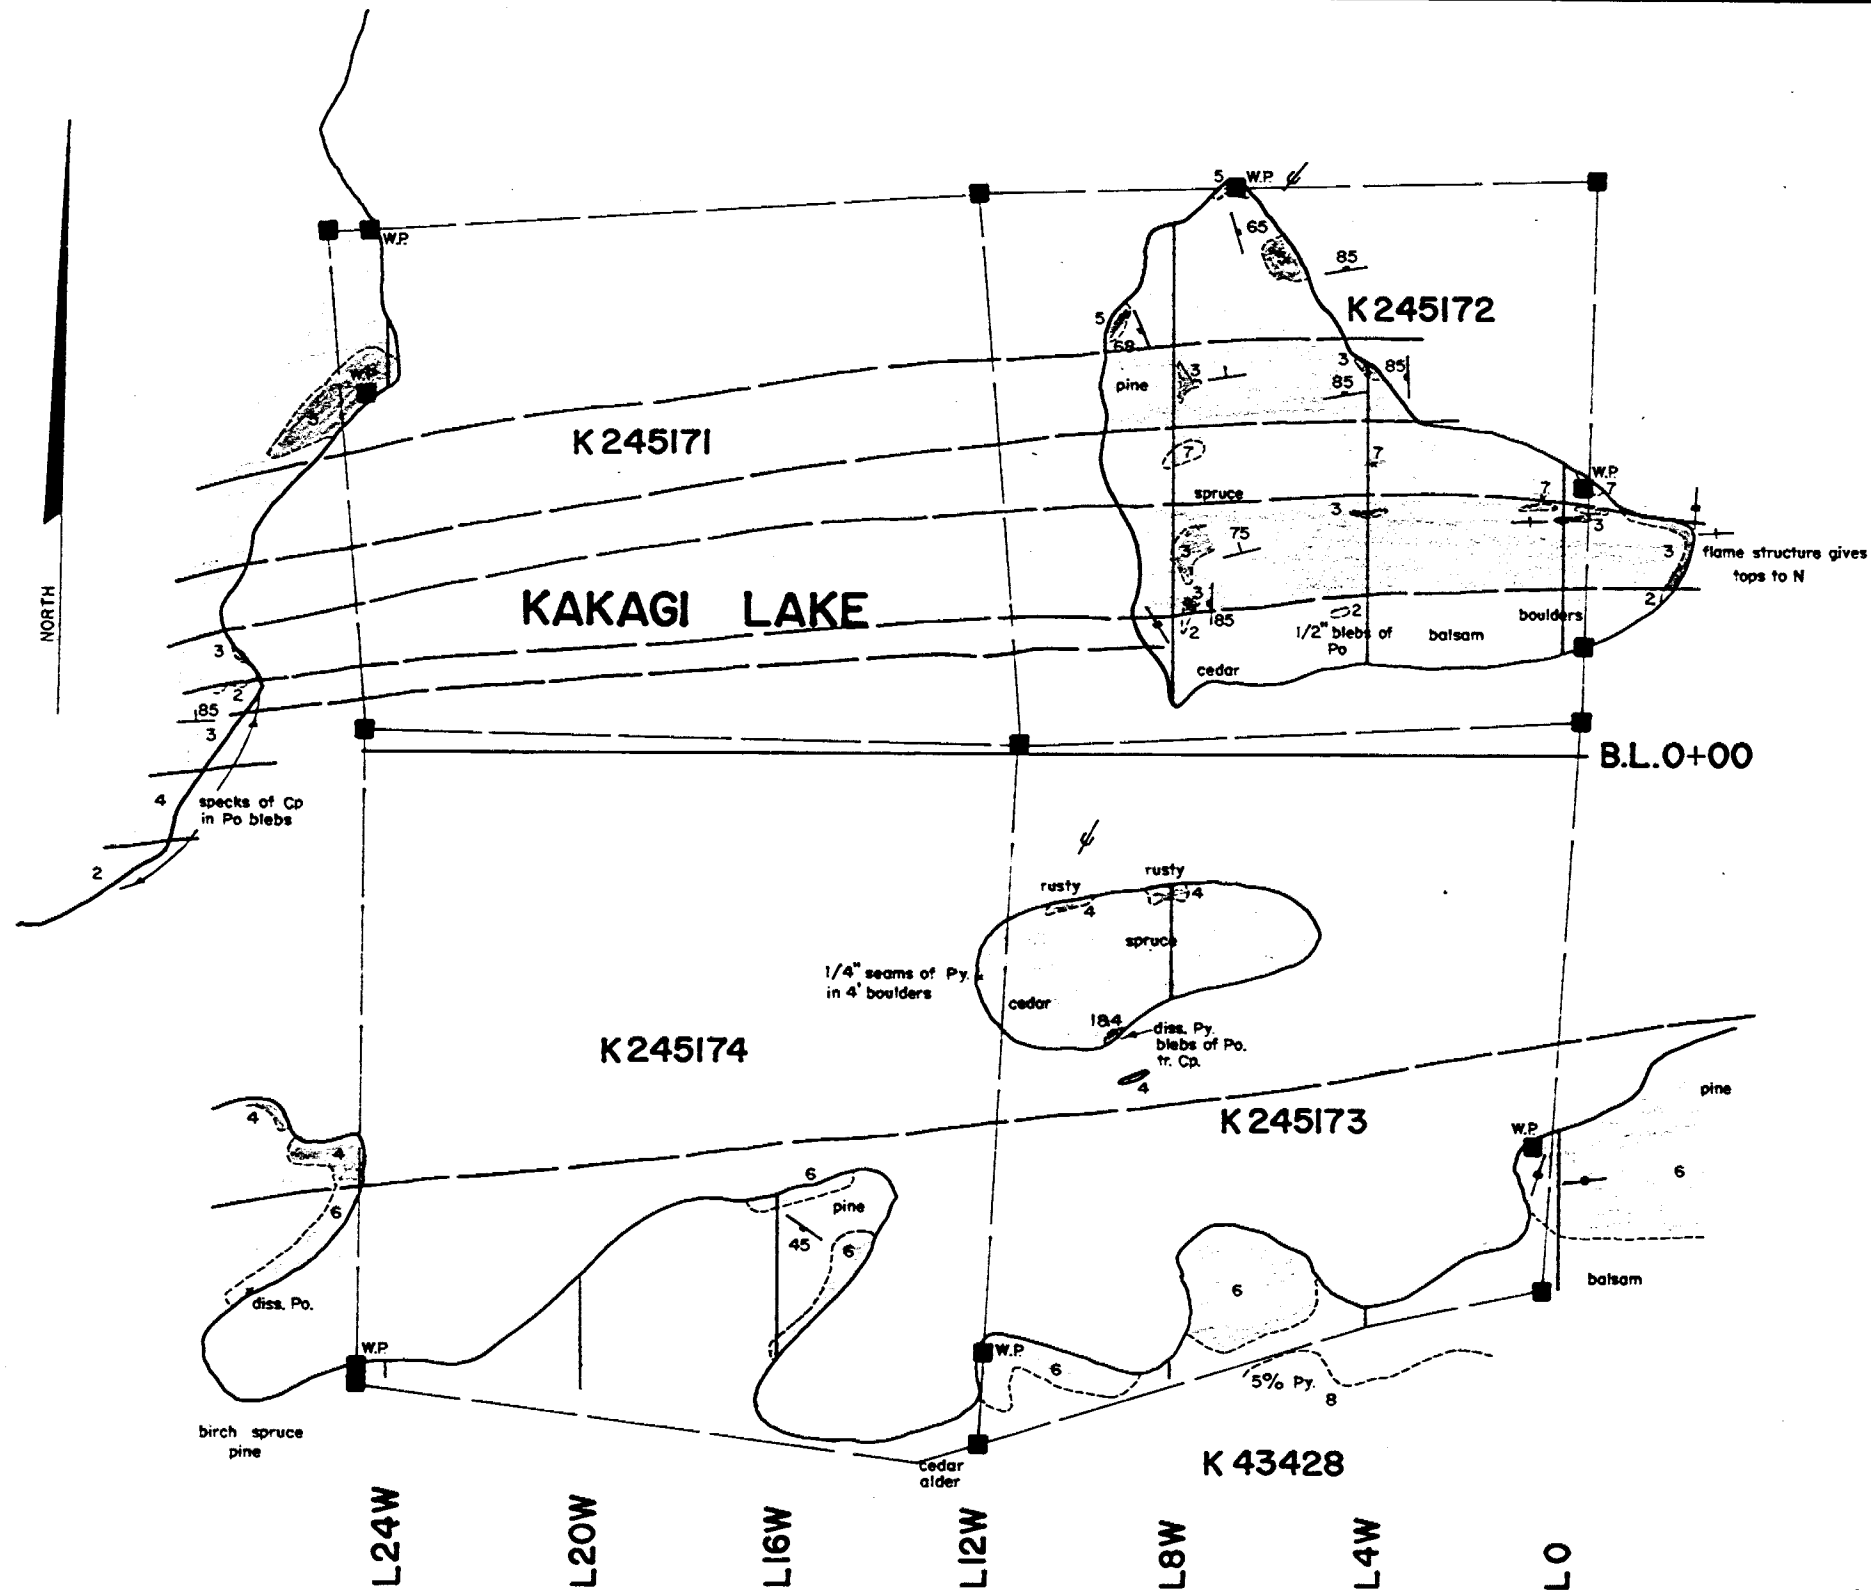 5 W.P.
65
85
W.P.
K245172
5
68
W.P.
3
3
85
85
pine
3
5
K245171
7
7
W.P.
spruce
7
7
3
3
75
3
3
flame structure gives
tops to N
NORTH
KAKAGI LAKE
3
85
2
2
2
boulders
1/2" blebs of
Po
balsam
3
cedar
2
85
3
B.L.0+00
4
specks of Cp
in Po blebs
2
rusty
rusty
4
4
spruce
1/4" seams of Py.
in 4' boulders
cedar
1&4
diss. Py.
blebs of Po.
tr. Cp.
K245174
4
pine
4
K245173
W.P.
4
6
6
6
pine
45
6
diss. Po.
6
balsam
W.P.
W.P.
6
5% Py.
8
birch spruce
pine
cedar
alder
K43428
L24W
L20W
L16W
L12W
L8W
L4W
L0